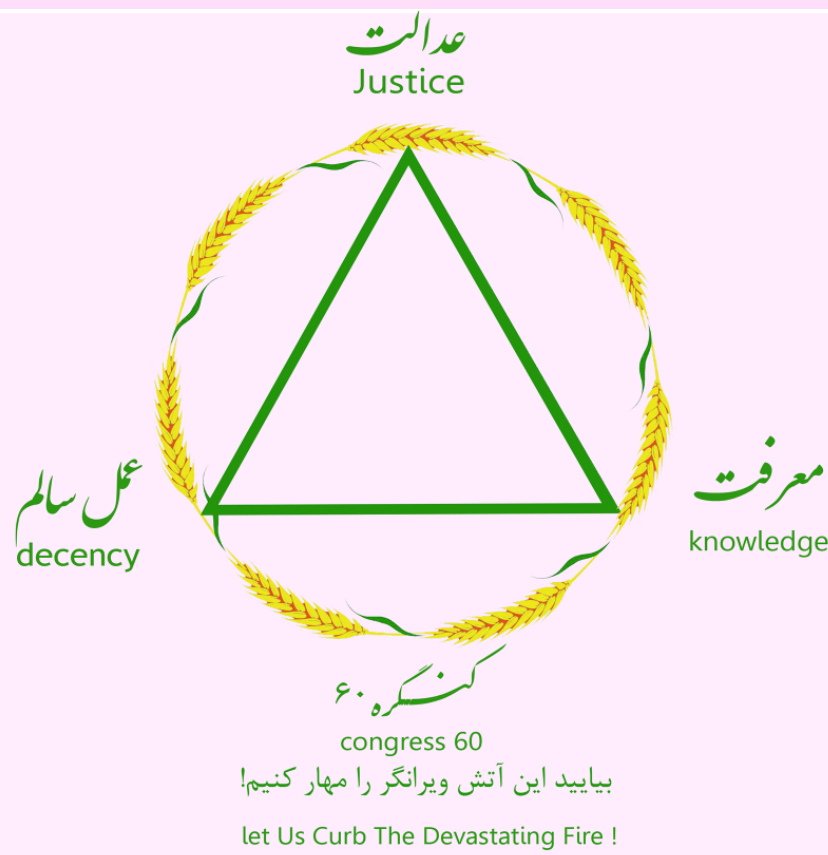 عدالت
Justice
معرفت
knowledge
عمل سالم
decency
کنگره ۶۰
congress 60
بیایید این آتش ویرانگر را مهار کنیم!
let Us Curb The Devastating Fire !